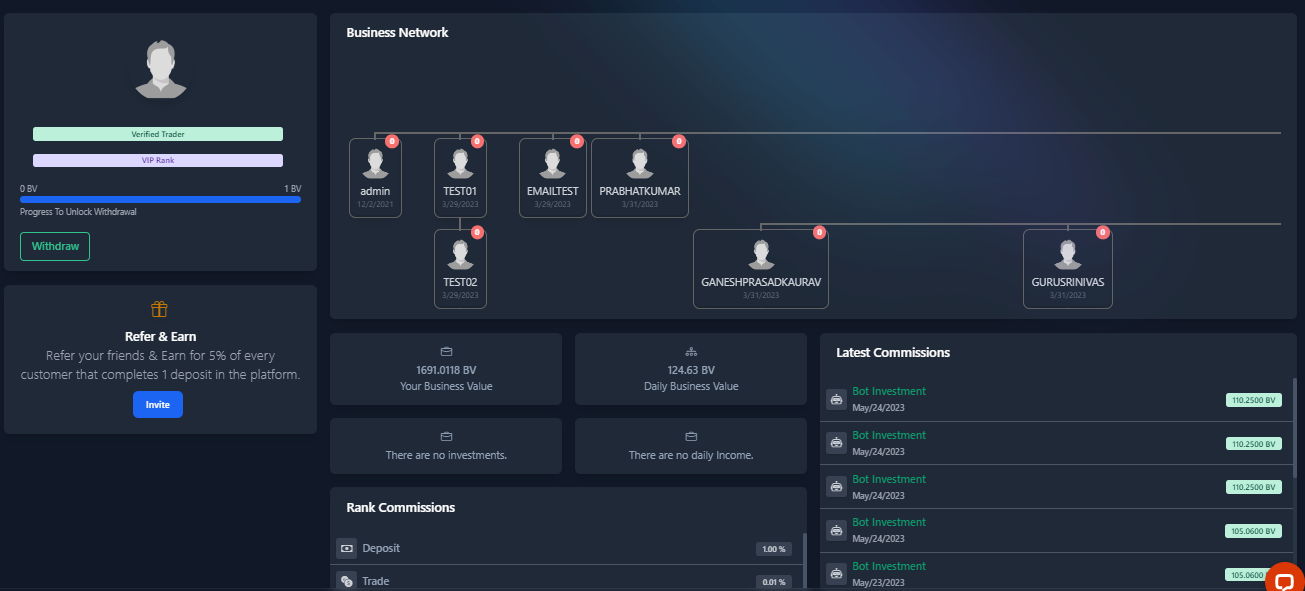 Verified Trader
VIP Rank
0 BV 1 BV
Progress To Unlock Withdrawal
Withdraw
Refer & Earn
Refer your friends & Earn for 5% of every
customer that completes 1 deposit in the platform.
Invite
Business Network
0 0 0 0
admin TEST01 EMAILTEST PRABHATKUMAR
12/2/2021 3/29/2023 3/29/2023 3/31/2023
0 0 0
TEST02 GANESHPRASADKAURAV GURUSRINIVAS
3/29/2023 3/31/2023 3/31/2023
1691.0118 BV
Your Business Value
124.63 BV
Daily Business Value
There are no investments.
There are no daily Income.
Rank Commissions
Deposit 1.00 %
Trade 0.01 %
Latest Commissions
Bot Investment
May/24/2023 110.2500 BV
Bot Investment
May/24/2023 110.2500 BV
Bot Investment
May/24/2023 110.2500 BV
Bot Investment
May/24/2023 105.0600 BV
Bot Investment
May/23/2023 105.0600